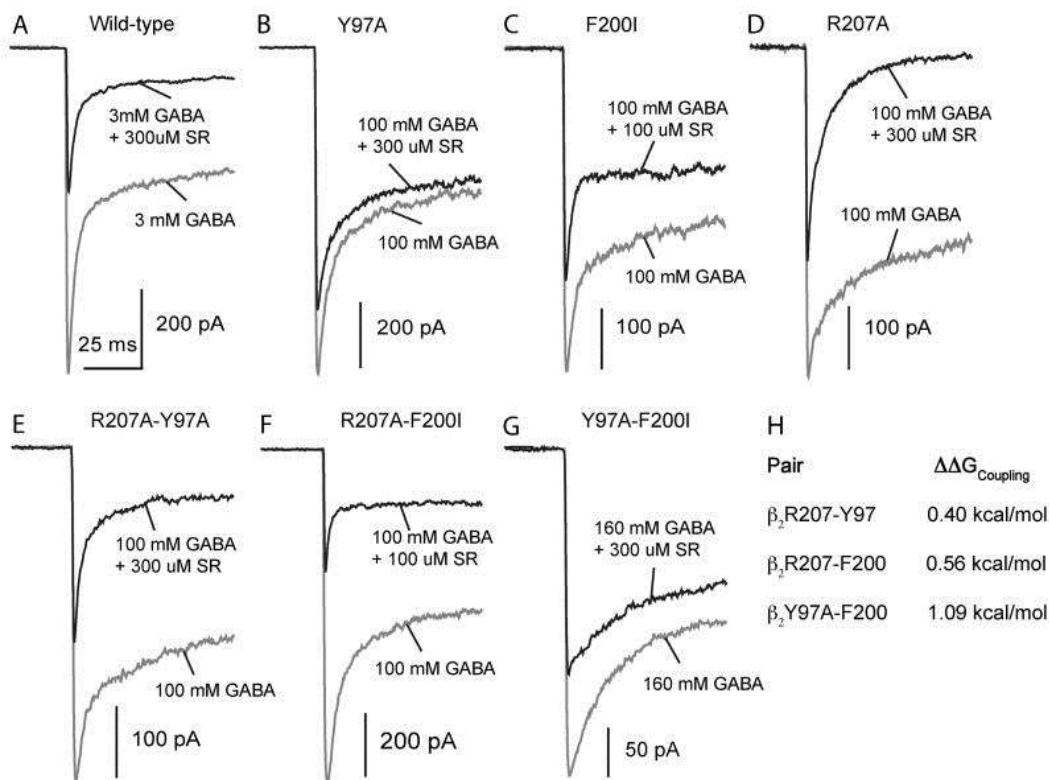 A
Wild-type
3mM GABA
+ 300uM SR
3 mM GABA
25 ms
200 pA
B
Y97A
100 mM GABA
+ 300 uM SR
100 mM GABA
200 pA
C
F200I
100 mM GABA
+ 100 uM SR
100 mM GABA
100 pA
D
R207A
100 mM GABA
+ 300 uM SR
100 mM GABA
100 pA
E
R207A-Y97A
100 mM GABA
+ 300 uM SR
100 mM GABA
100 pA
F
R207A-F200I
100 mM GABA
+ 100 uM SR
100 mM GABA
200 pA
G
Y97A-F200I
160 mM GABA
+ 300 uM SR
160 mM GABA
50 pA
H
Pair ΔΔG Coupling
β₂R207-Y97 0.40 kcal/mol
β₂R207-F200 0.56 kcal/mol
β₂Y97A-F200 1.09 kcal/mol